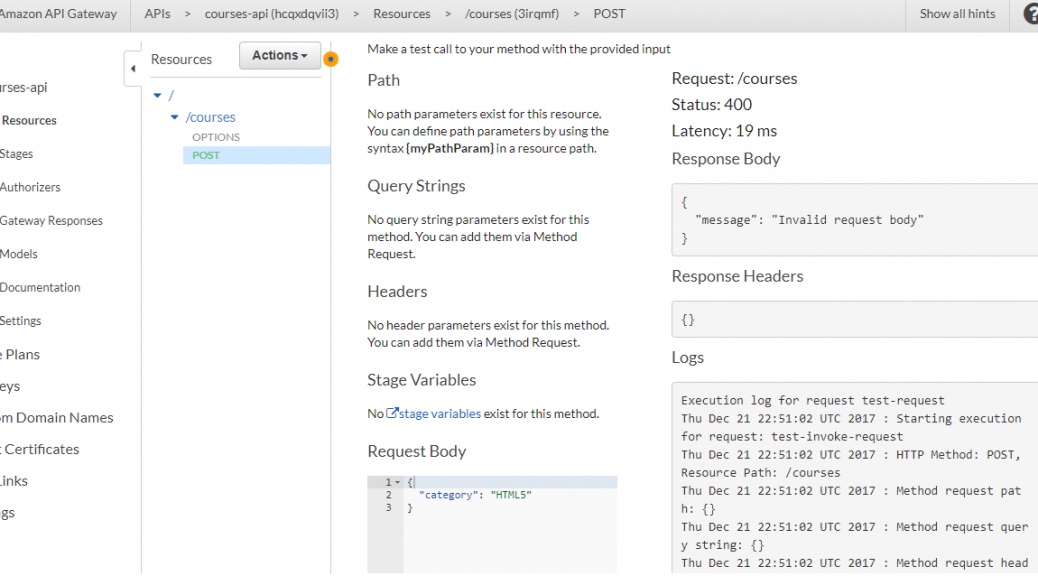 Amazon API Gateway APIs > courses-api (hcqxdqvii3) > Resources > /courses (3irqmf) > POST Show all hints ?
rses-api
Resources
Stages
Authorizers
Gateway Responses
Models
Documentation
Settings
e Plans
eys
om Domain Names
t Certificates
Links
gs
Resources Actions
/
/courses
OPTIONS
POST
Make a test call to your method with the provided input
Path
No path parameters exist for this resource.
You can define path parameters by using the
syntax {myPathParam} in a resource path.
Query Strings
No query string parameters exist for this
method. You can add them via Method
Request.
Headers
No header parameters exist for this method.
You can add them via Method Request.
Stage Variables
No stage variables exist for this method.
Request Body
1 {
2 "category": "HTML5"
3 }
Request: /courses
Status: 400
Latency: 19 ms
Response Body
{
"message": "Invalid request body"
}
Response Headers
{}
Logs
Execution log for request test-request
Thu Dec 21 22:51:02 UTC 2017 : Starting execution
for request: test-invoke-request
Thu Dec 21 22:51:02 UTC 2017 : HTTP Method: POST,
Resource Path: /courses
Thu Dec 21 22:51:02 UTC 2017 : Method request pat
h: {}
Thu Dec 21 22:51:02 UTC 2017 : Method request quer
y string: {}
Thu Dec 21 22:51:02 UTC 2017 : Method request head